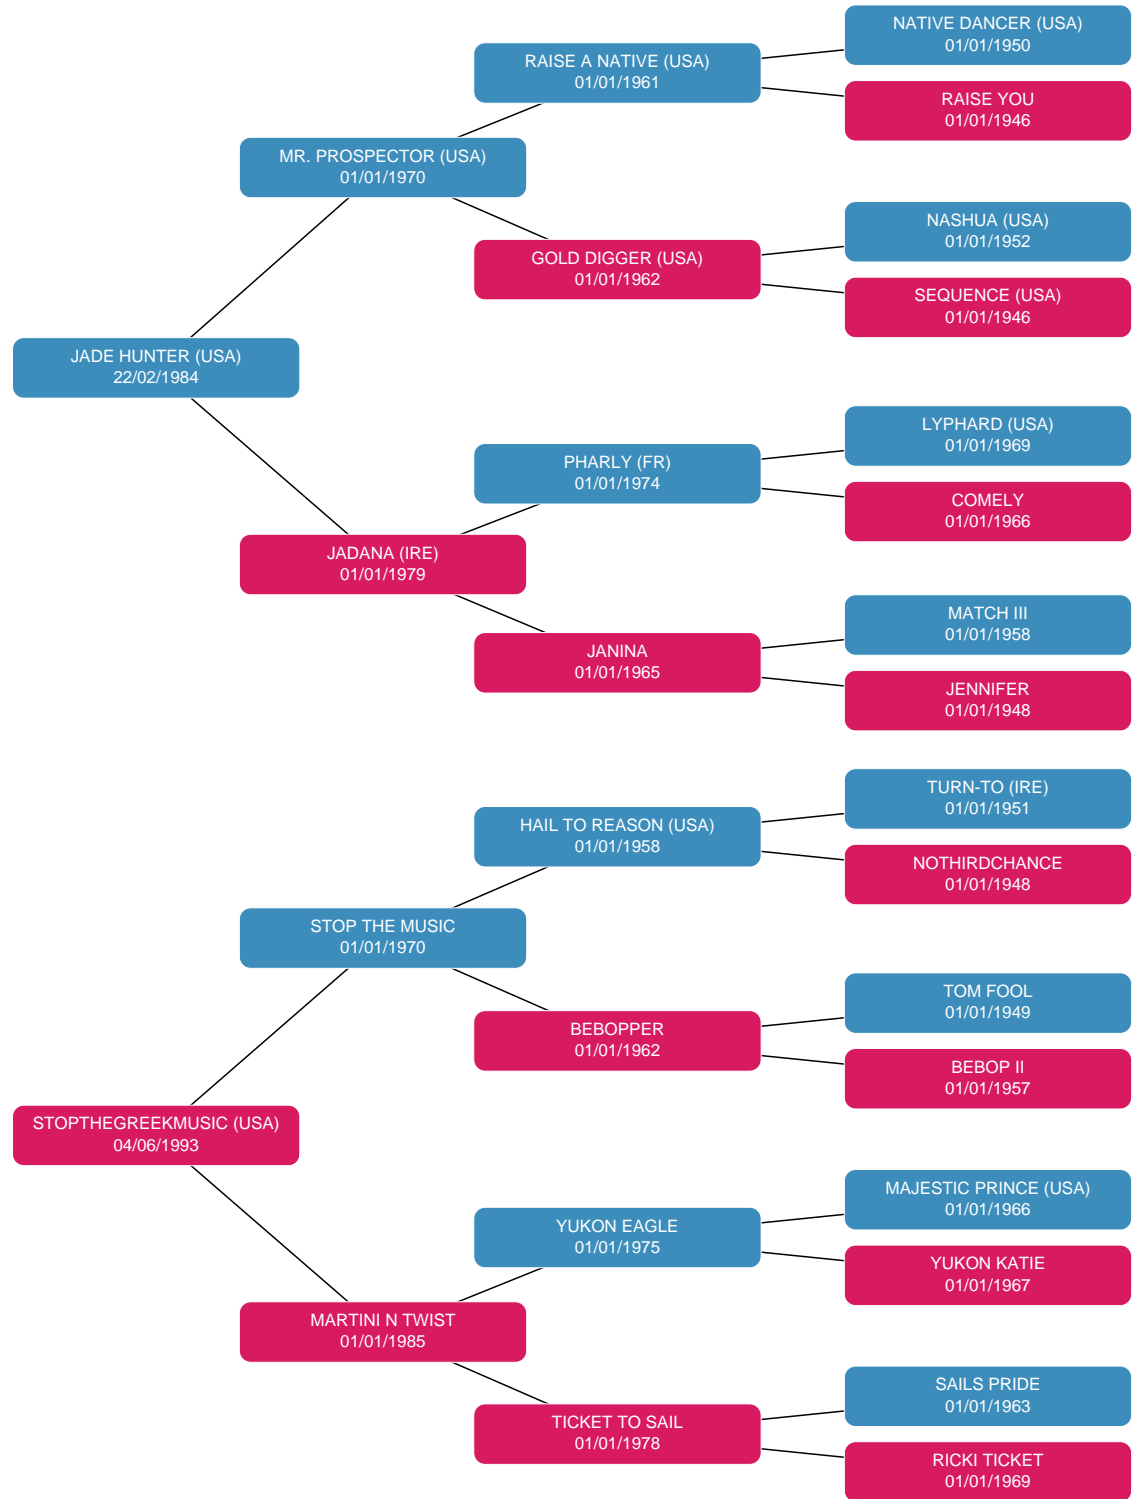 NATIVE DANCER (USA)
01/01/1950
RAISE A NATIVE (USA)
01/01/1961
RAISE YOU
01/01/1946
MR. PROSPECTOR (USA)
01/01/1970
NASHUA (USA)
01/01/1952
GOLD DIGGER (USA)
01/01/1962
SEQUENCE (USA)
01/01/1946
JADE HUNTER (USA)
22/02/1984
LYPHARD (USA)
01/01/1969
PHARLY (FR)
01/01/1974
COMELY
01/01/1966
JADANA (IRE)
01/01/1979
MATCH III
01/01/1958
JANINA
01/01/1965
JENNIFER
01/01/1948
TURN-TO (IRE)
01/01/1951
HAIL TO REASON (USA)
01/01/1958
NOTHIRDCHANCE
01/01/1948
STOP THE MUSIC
01/01/1970
TOM FOOL
01/01/1949
BEBOPPER
01/01/1962
BEBOP II
01/01/1957
STOPTHEGREEKMUSIC (USA)
04/06/1993
MAJESTIC PRINCE (USA)
01/01/1966
YUKON EAGLE
01/01/1975
YUKON KATIE
01/01/1967
MARTINI N TWIST
01/01/1985
SAILS PRIDE
01/01/1963
TICKET TO SAIL
01/01/1978
RICKI TICKET
01/01/1969